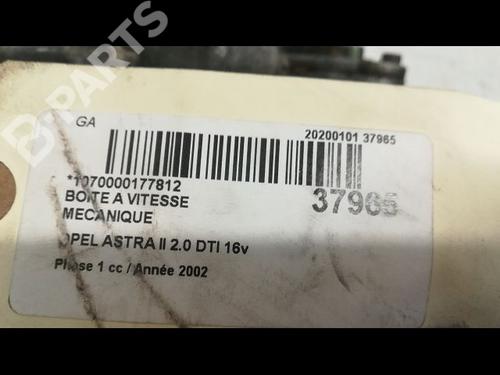 B-PARTS
GA
20200101 37965
*1070000177812
37965
BOITE A VITESSE
MECANIQUE
OPEL ASTRA II 2.0 DTI 16v
Phase 1 cc / Année 2002